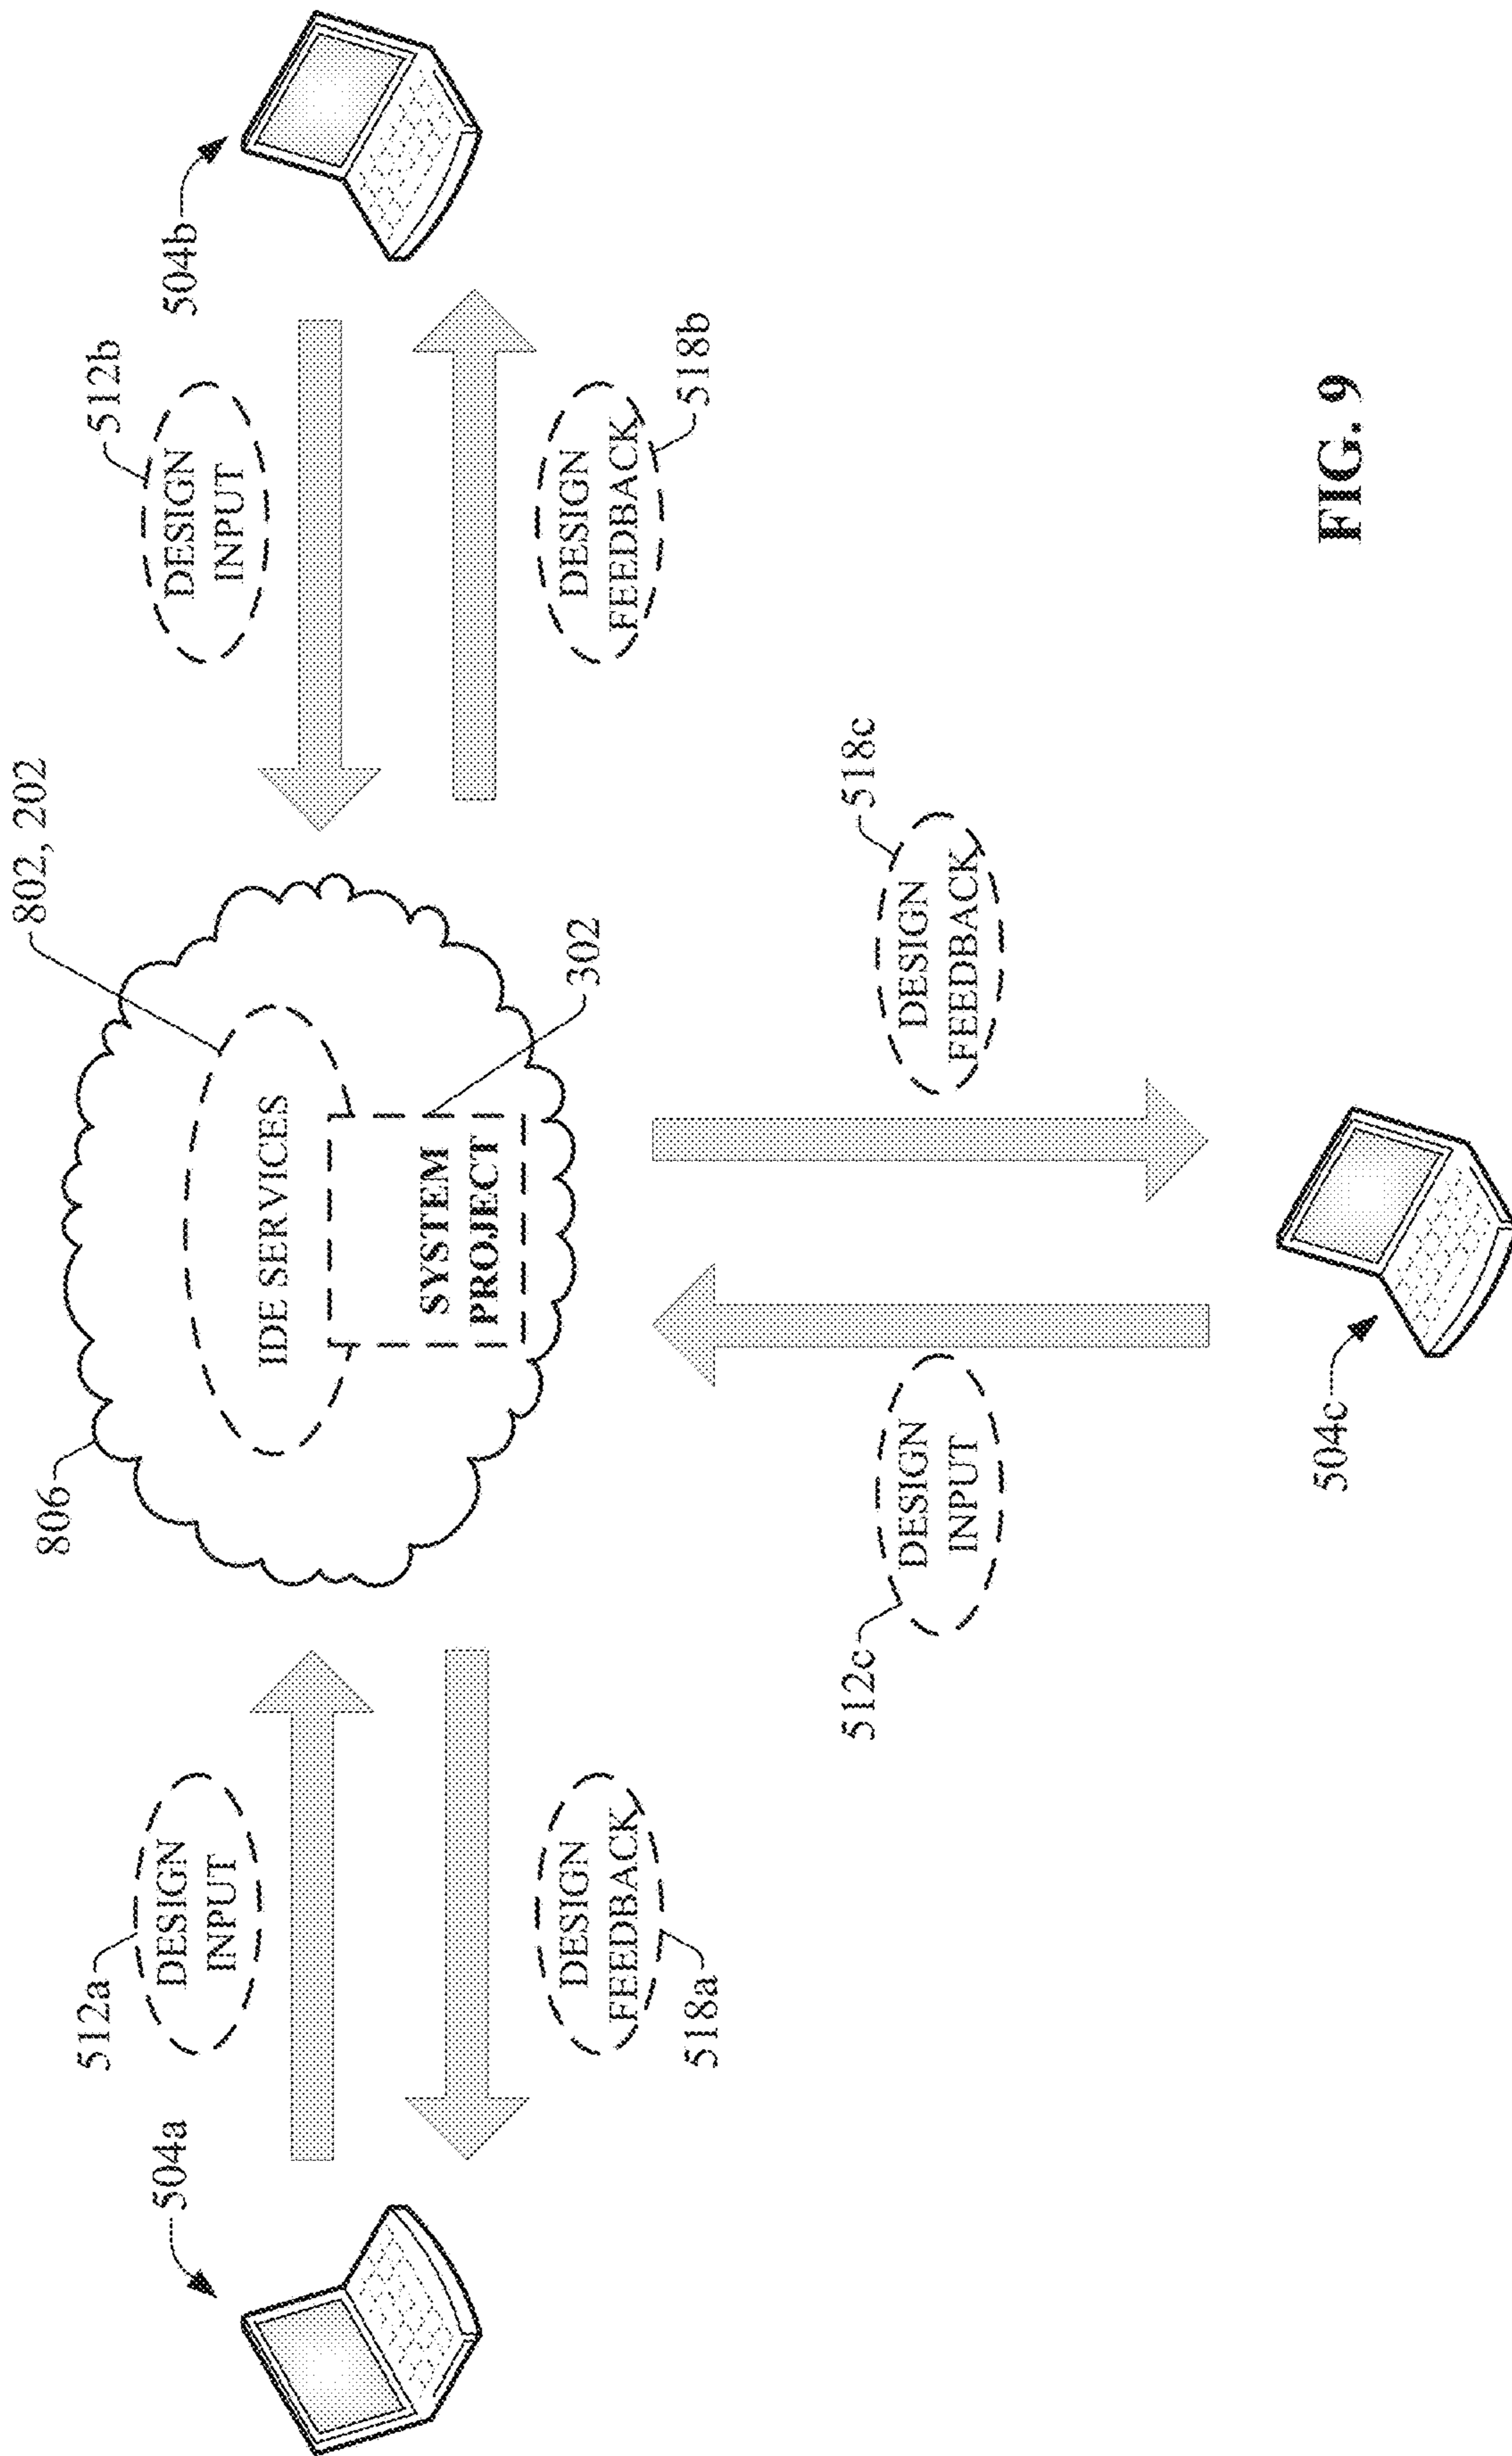 802, 202
806
IDE SERVICES
SYSTEM
PROJECT
302
504a
512a
DESIGN
INPUT
DESIGN
FEEDBACK
518a
512b
DESIGN
INPUT
504b
DESIGN
FEEDBACK
518b
512c
DESIGN
INPUT
518c
DESIGN
FEEDBACK
504c
FIG. 9